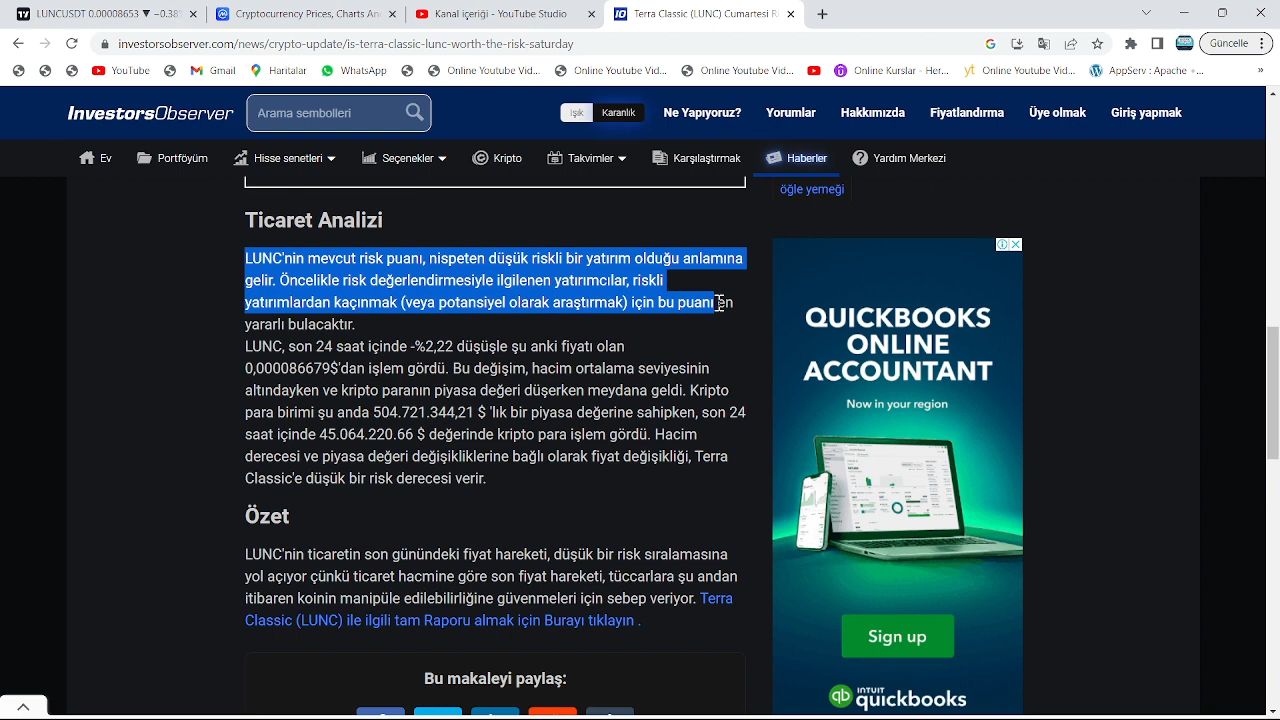 LUNCUSDT 0.00008653 ▼ −0.38%
Cryptocurrency Prices, Charts An
Kanal içeriği - YouTube Studio
Terra Classic (LUNC) Cumartesi R
investorsobserver.com/news/crypto-update/is-terra-classic-lunc-worth-the-risk-saturday
Güncelle
YouTube
Gmail
Haritalar
WhatsApp
Online Youtube Vid...
Online Youtube Vid...
Online Youtube Vid...
Online Kurslar - Her...
Online Youtube Vid...
AppServ : Apache +...
»
InvestorsObserver
Arama sembolleri
Işık
Karanlık
Ne Yapıyoruz?
Yorumlar
Hakkımızda
Fiyatlandırma
Üye olmak
Giriş yapmak
Ev
Portföyüm
Hisse senetleri
Seçenekler
Kripto
Takvimler
Karşılaştırmak
Haberler
Yardım Merkezi
öğle yemeği
Ticaret Analizi
LUNC'nin mevcut risk puanı, nispeten düşük riskli bir yatırım olduğu anlamına
gelir. Öncelikle risk değerlendirmesiyle ilgilenen yatırımcılar, riskli
yatırımlardan kaçınmak (veya potansiyel olarak araştırmak) için bu puanı en
yararlı bulacaktır.
LUNC, son 24 saat içinde -%2,22 düşüşle şu anki fiyatı olan
0,00008679$'dan işlem gördü. Bu değişim, hacim ortalama seviyesinin
altındayken ve kripto paranın piyasa değeri düşerken meydana geldi. Kripto
para birimi şu anda 504.721.344,21 $ 'lık bir piyasa değerine sahipken, son 24
saat içinde 45.064.220.66 $ değerinde kripto para işlem gördü. Hacim
derecesi ve piyasa değeri değişikliklerine bağlı olarak fiyat değişikliği, Terra
Classic'e düşük bir risk derecesi verir.
Özet
LUNC'nin ticaretin son günündeki fiyat hareketi, düşük bir risk sıralamasına
yol açıyor çünkü ticaret hacmine göre son fiyat hareketi, tüccarlara şu andan
itibaren koinin manipüle edilebilirliğine güvenmeleri için sebep veriyor. Terra
Classic (LUNC) ile ilgili tam Raporu almak için Burayı tıklayın .
Bu makaleyi paylaş:
QUICKBOOKS
ONLINE
ACCOUNTANT
Now in your region
Sign up
qb INTUIT
quickbooks